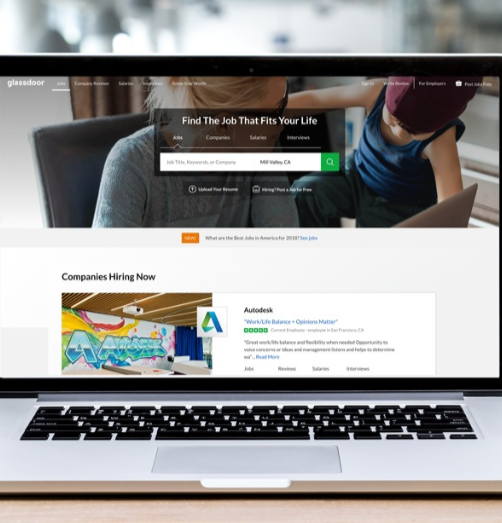 glassdoor Jobs Company Reviews Salaries Interviews Know Your Worth Sign In Write Review For Employers Post Jobs Free
Find The Job That Fits Your Life
Jobs Companies Salaries Interviews
Job Title, Keywords, or Company Mill Valley, CA
Upload Your Resume Hiring? Post a Job for Free
NEW! What are the Best Jobs in America for 2018? See jobs
Companies Hiring Now
Autodesk
"Work/Life Balance + Opinions Matter"
Current Employee - employee in San Francisco, CA
"Great work/life balance and flexibility when needed Opportunity to
voice concerns or ideas and management listens and helps to determine
wa"... Read More
Jobs Reviews Salaries Interviews